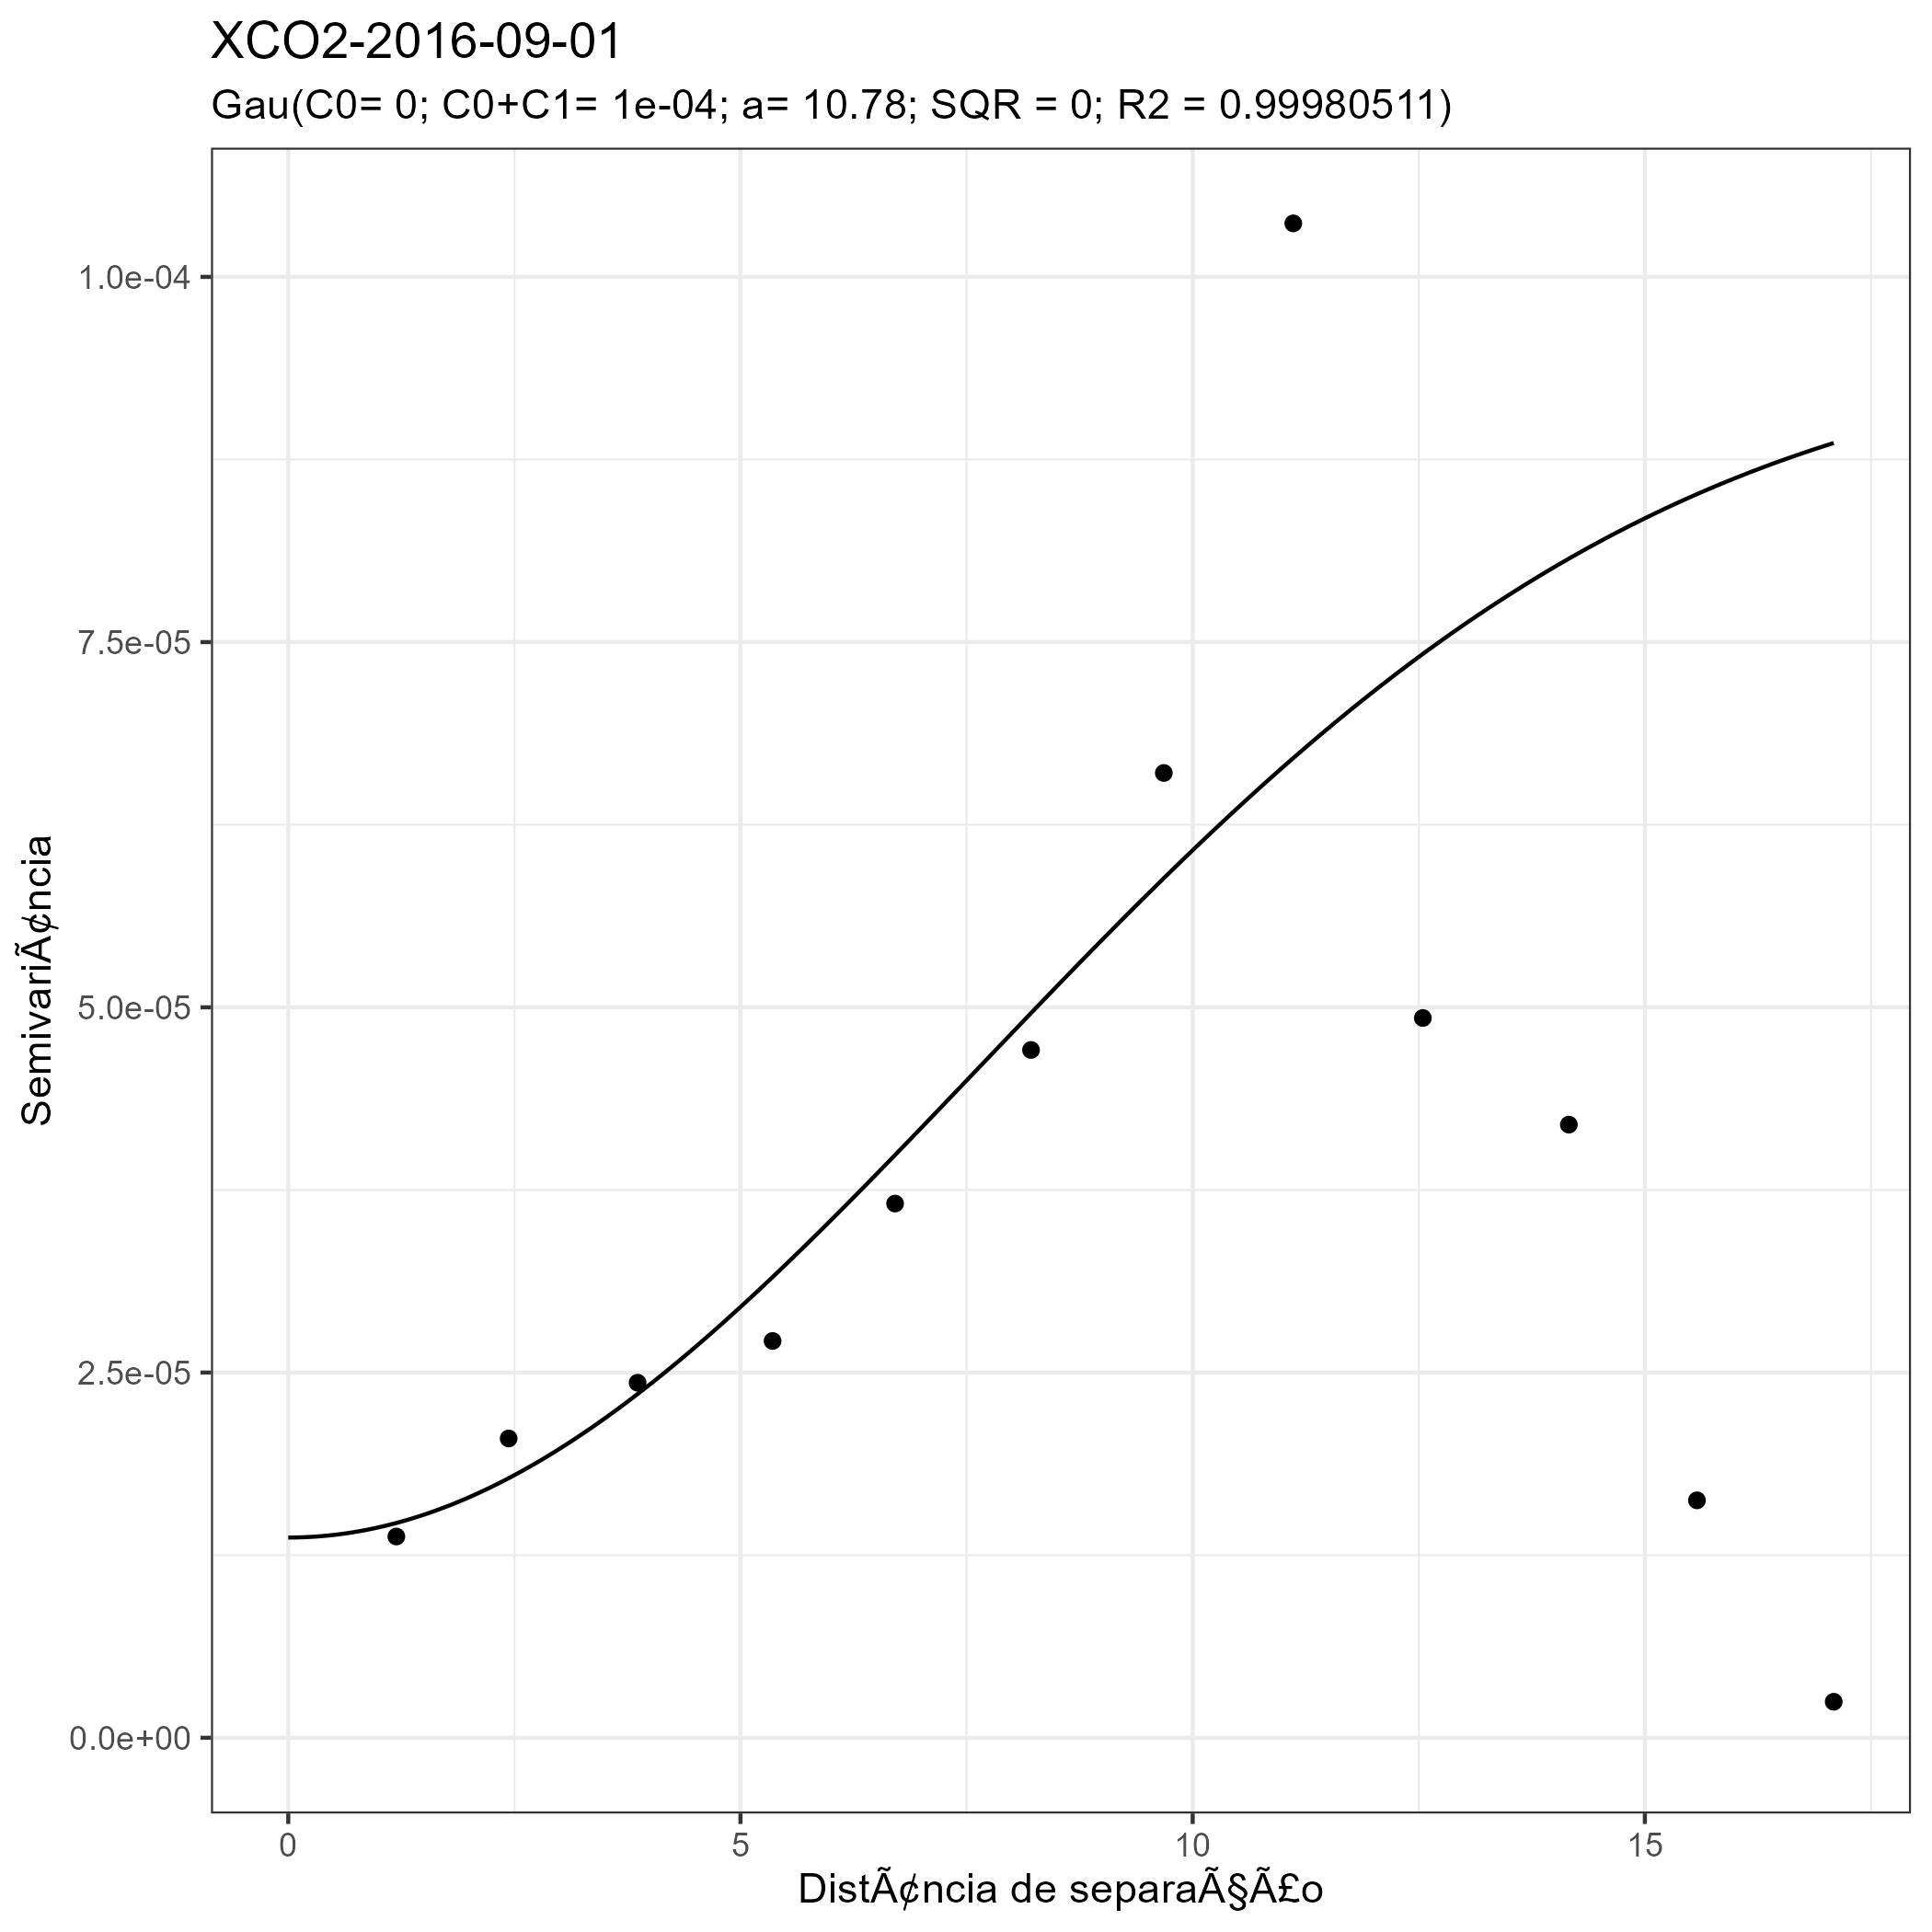 XCO2-2016-09-01
Gau(C0= 0; C0+C1= 1e-04; a= 10.78; SQR = 0; R2 = 0.99980511)
SemivariÃ¢ncia
1.0e-04
7.5e-05
5.0e-05
2.5e-05
0.0e+00
0 5 10 15
DistÃ¢ncia de separaÃ§Ã£o